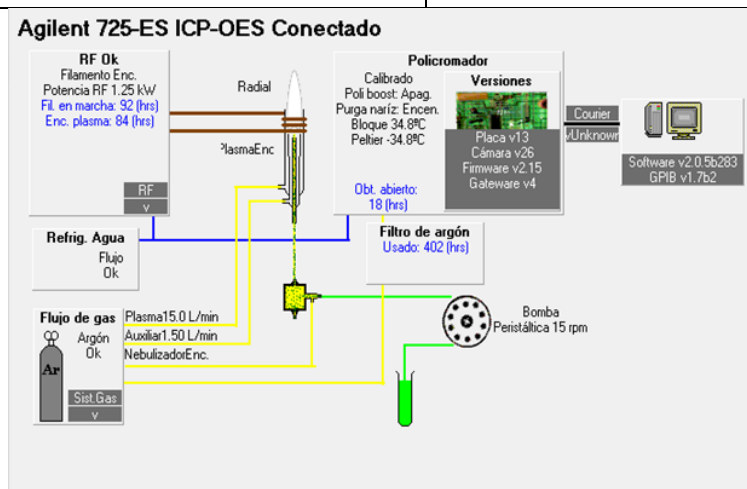 Agilent 725-ES ICP-OES Conectado
RF Ok
Filamento Enc.
Potencia RF 1.25 kW
Fil. en marcha: 92 (hrs)
Enc. plasma: 84 (hrs)
RF
v
Radial
PlasmaEnc
Policromador
Calibrado
Poli boost: Apag.
Purga naríz: Encen.
Bloque 34.8ºC
Peltier -34.8ºC
Obt. abierto:
18 (hrs)
Versiones
Placa v13
Cámara v26
Firmware v2.15
Gateware v4
Courier
vUnknown
Software v2.0.5b283
GPIB v1.7b2
Refrig. Agua
Flujo
Ok
Filtro de argón
Usado: 402 (hrs)
Flujo de gas
Argón
Ok
Ar
Sist.Gas
v
Plasma15.0 L/min
Auxiliar1.50 L/min
NebulizadorEnc.
Bomba
Peristáltica 15 rpm